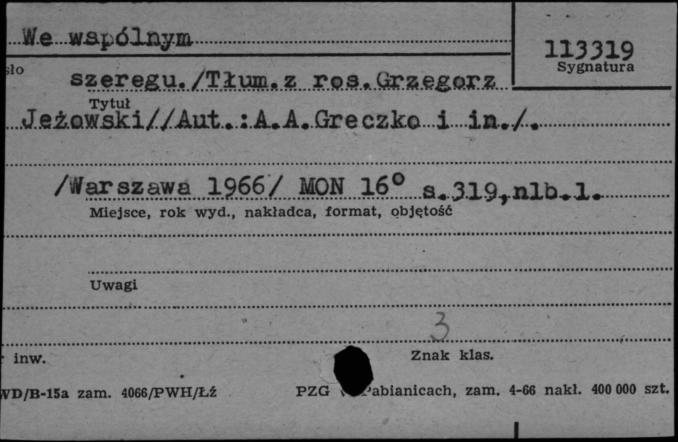 We wspólnym
113319
Sygnatura
sło
szeregu./Tłum.z ros.Grzegorz
Tytuł
Jeżowski//Aut.:A.A.Greczko i in./.
/Warszawa 1966/ MON 16° s.319,nlb.1.
Miejsce, rok wyd., nakładca, format, objętość
Uwagi
3
inw.
Znak klas.
WD/B-15a zam. 4066/PWH/Łź
PZG Pabianicach, zam. 4-66 nakł. 400 000 szt.